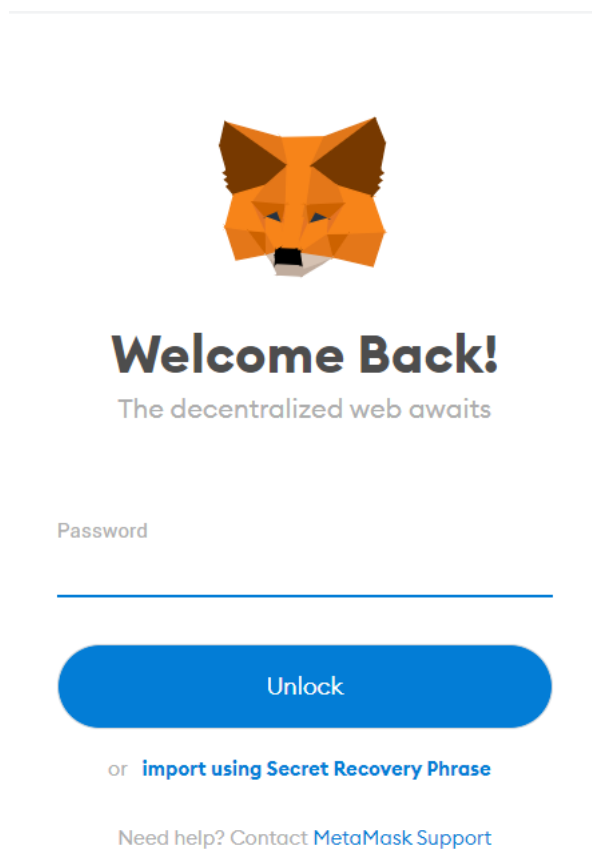 Welcome Back!
The decentralized web awaits
Password
Unlock
or import using Secret Recovery Phrase
Need help? Contact MetaMask Support